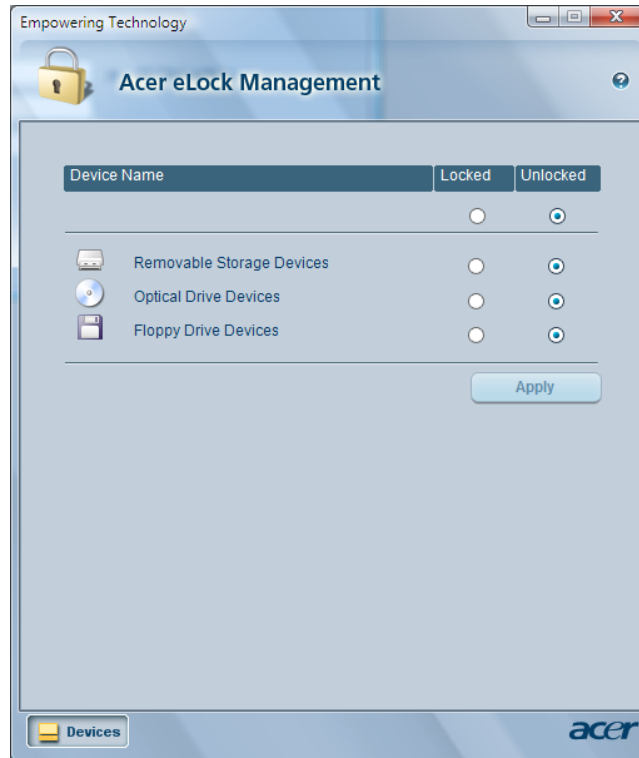 Empowering Technology
Acer eLock Management
Device Name Locked Unlocked
Removable Storage Devices
Optical Drive Devices
Floppy Drive Devices
Apply
Devices
acer